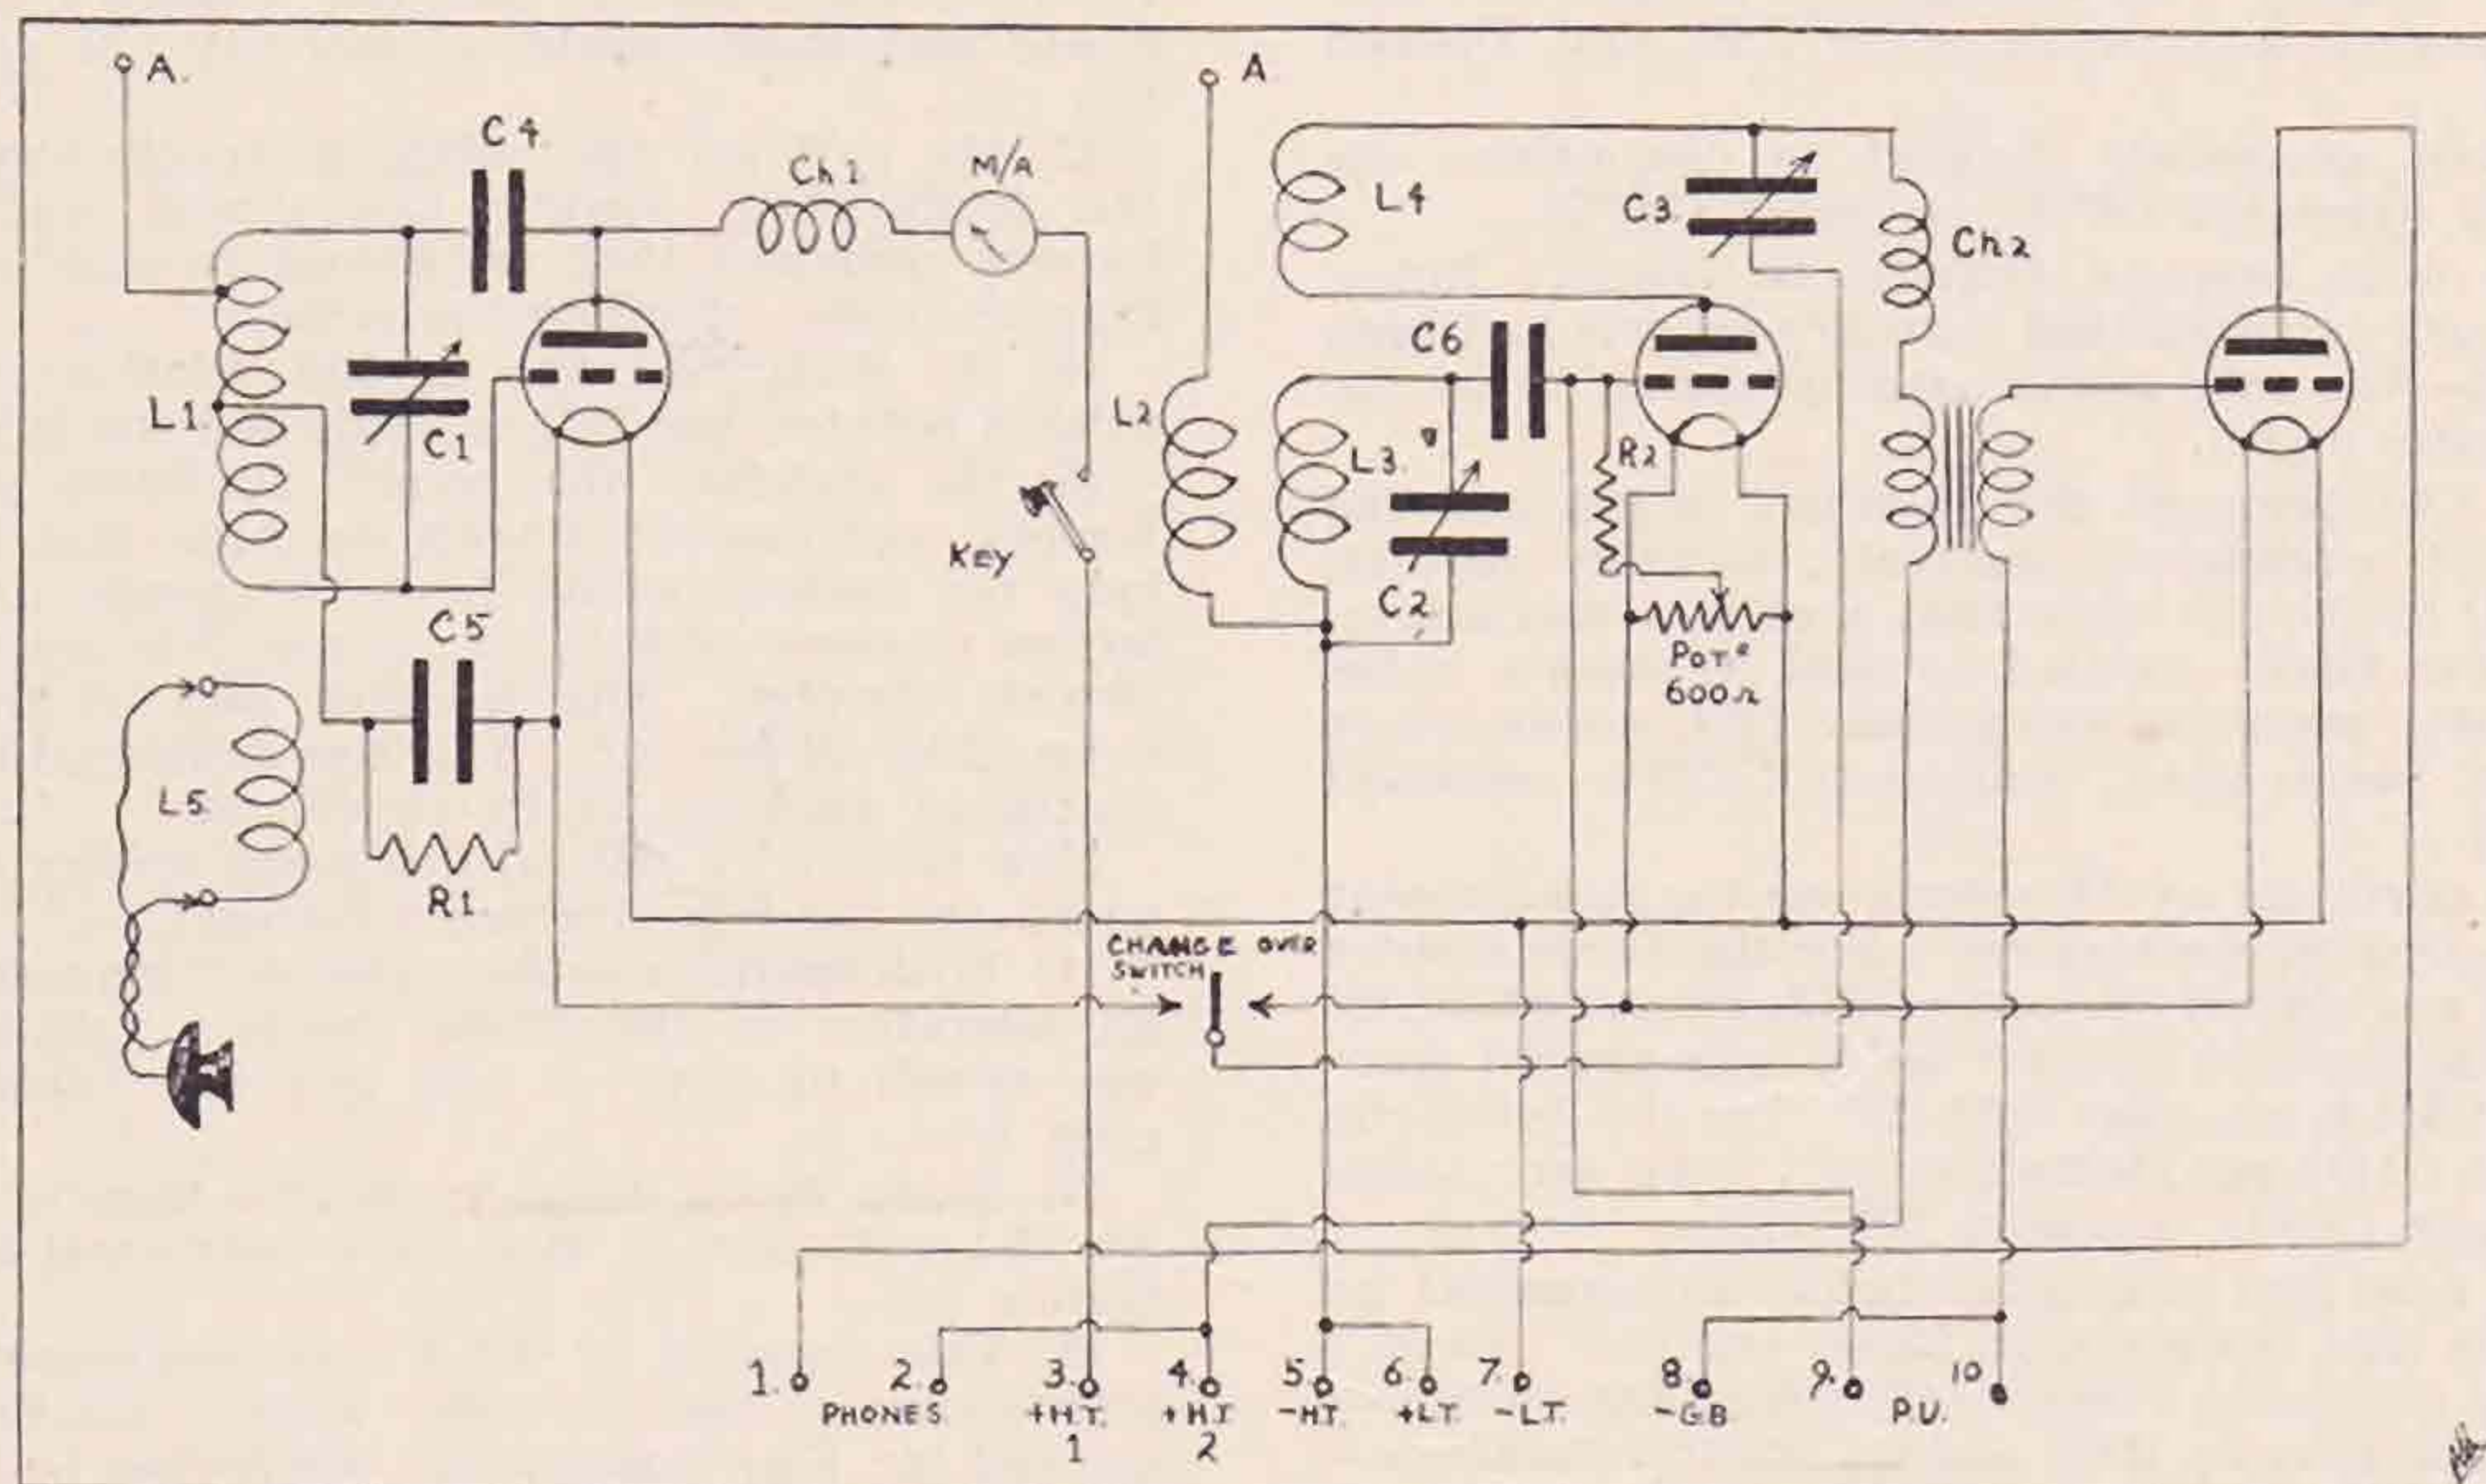 A.
A
C4
Ch1
M/A
L4
C3
Ch2
L1
C1
C6
L2
L3
R2
KEY
C2
C5
POT.R
600Ω
L5
R1
CHANGE OVER
SWITCH
1. 2. 3. 4. 5. 6. 7. 8. 9. 10
PHONES +H.T. +H.T. -H.T. +L.T. -L.T. -GB P.U.
1 2